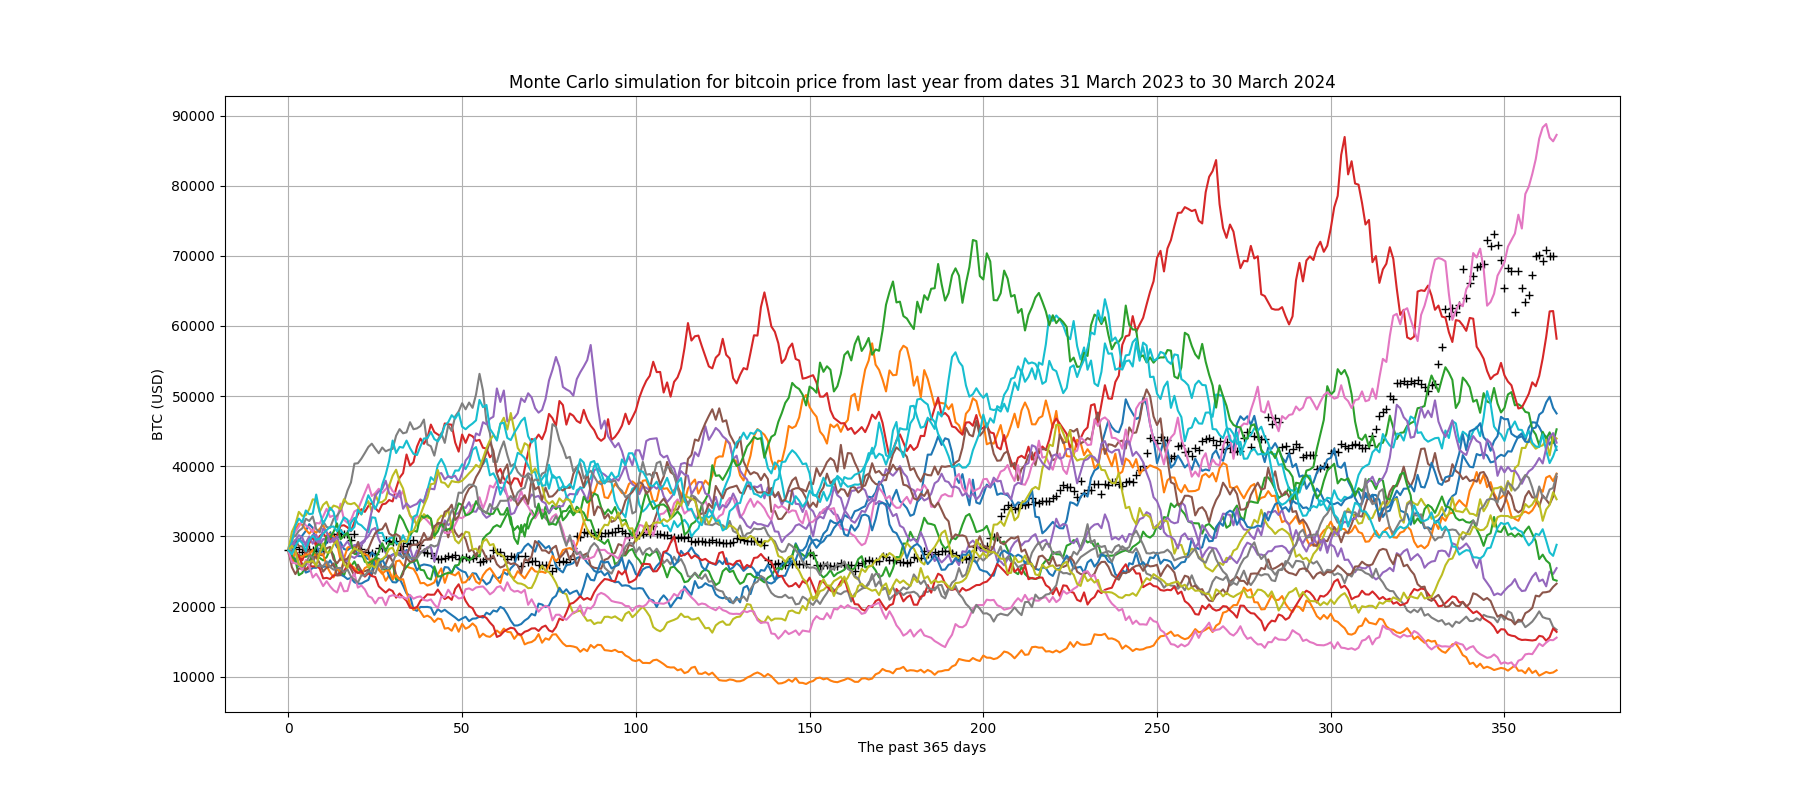 Monte Carlo simulation for bitcoin price from last year from dates 31 March 2023 to 30 March 2024
90000
80000
70000
60000
50000
40000
30000
20000
10000
BTC (USD)
0 50 100 150 200 250 300 350
The past 365 days